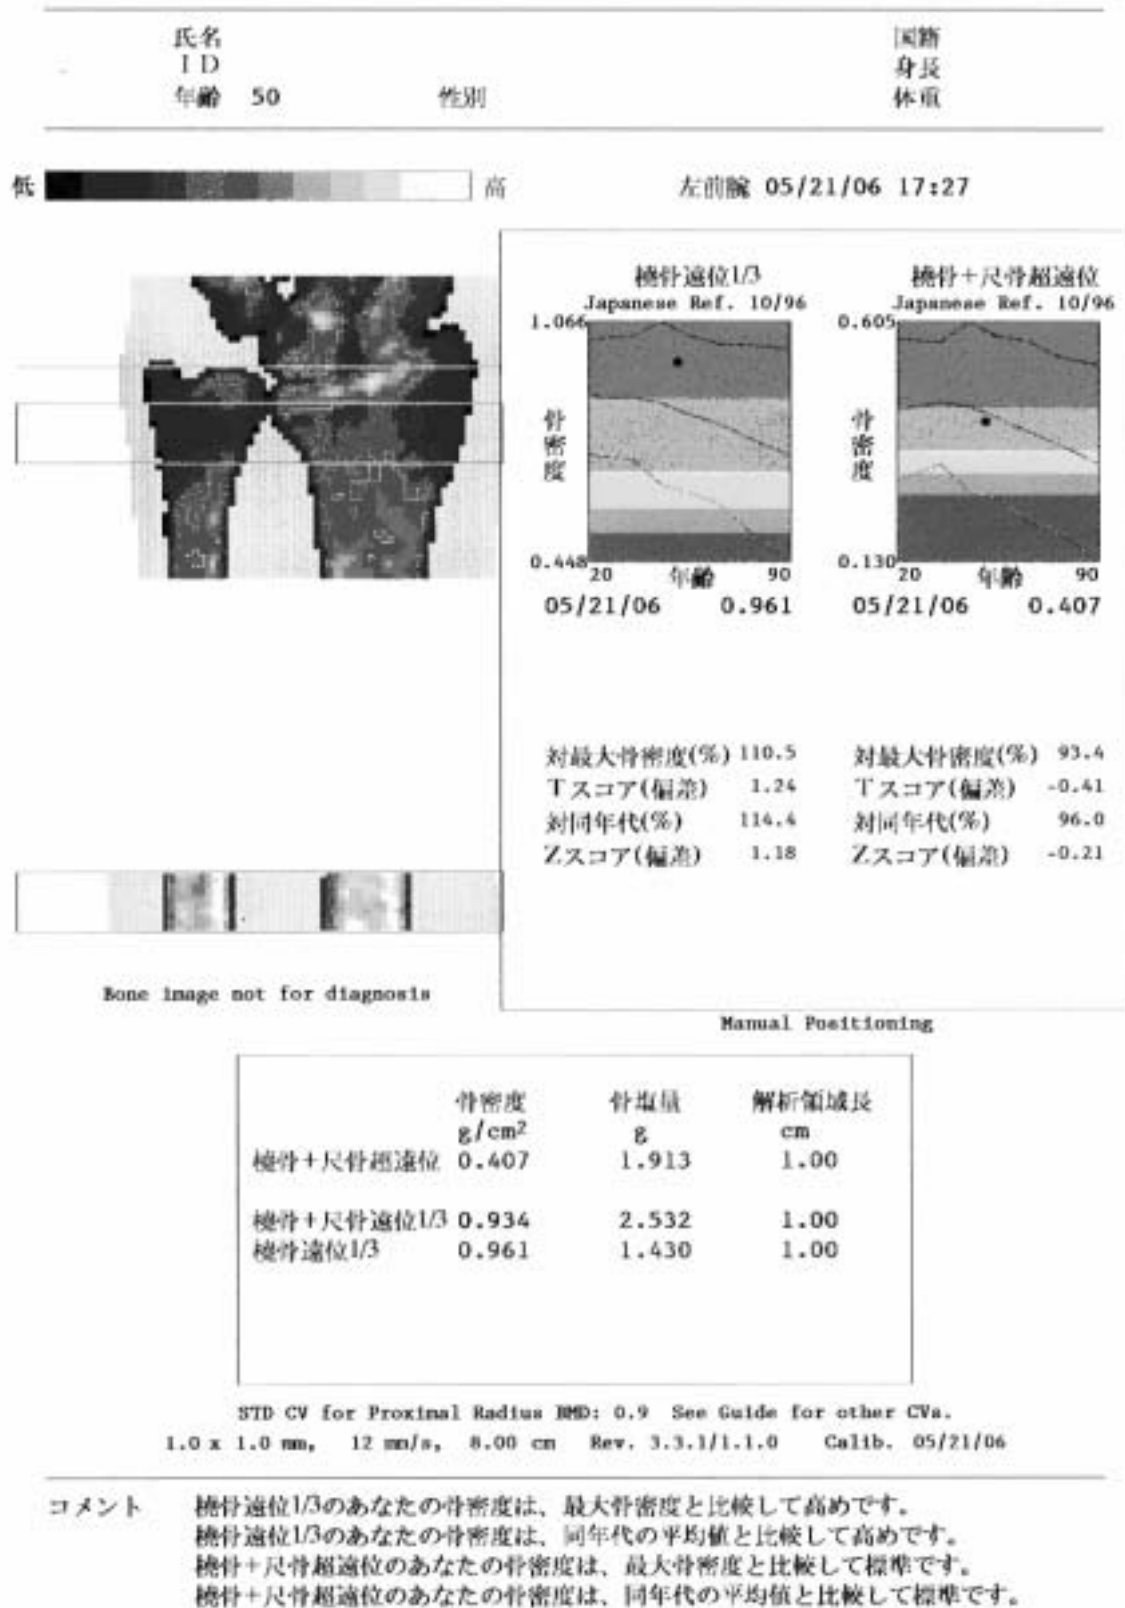 氏名 国籍
ID 身長
年齢 50 性別 体重
低 高 左前腕 05/21/06 17:27
橈骨遠位1/3 橈骨+尺骨超遠位
Japanese Ref. 10/96 Japanese Ref. 10/96
1.066 0.605
骨密度 骨密度
0.448 0.130
20 年齢 90 20 年齢 90
05/21/06 0.961 05/21/06 0.407
対最大骨密度(%) 110.5 対最大骨密度(%) 93.4
Tスコア(偏差) 1.24 Tスコア(偏差) -0.41
対同年代(%) 114.4 対同年代(%) 96.0
Zスコア(偏差) 1.18 Zスコア(偏差) -0.21
Bone image not for diagnosis
Manual Positioning
骨密度 骨塩量 解析領域長
g/cm2 g cm
橈骨+尺骨超遠位 0.407 1.913 1.00
橈骨+尺骨遠位1/3 0.934 2.532 1.00
橈骨遠位1/3 0.961 1.430 1.00
STD CV for Proximal Radius BMD: 0.9 See Guide for other CVs.
1.0 x 1.0 mm, 12 mm/s, 8.00 cm Rev. 3.3.1/1.1.0 Calib. 05/21/06
コメント 橈骨遠位1/3のあなたの骨密度は、最大骨密度と比較して高めです。
橈骨遠位1/3のあなたの骨密度は、同年代の平均値と比較して高めです。
橈骨+尺骨超遠位のあなたの骨密度は、最大骨密度と比較して標準です。
橈骨+尺骨超遠位のあなたの骨密度は、同年代の平均値と比較して標準です。